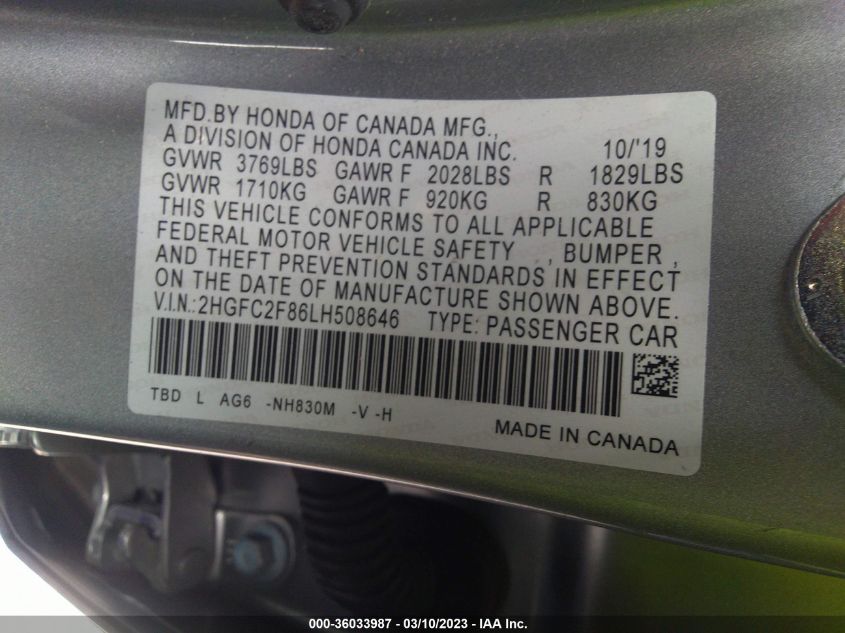 MFD.BY HONDA OF CANADA MFG.,
A DIVISION OF HONDA CANADA INC. 10/'19
GVWR 3769LBS GAWR F 2028LBS R 1829LBS
GVWR 1710KG GAWR F 920KG R 830KG
THIS VEHICLE CONFORMS TO ALL APPLICABLE
FEDERAL MOTOR VEHICLE SAFETY , BUMPER ,
AND THEFT PREVENTION STANDARDS IN EFFECT
ON THE DATE OF MANUFACTURE SHOWN ABOVE.
V.I.N.:2HGFC2F86LH508646 TYPE: PASSENGER CAR
TBD L AG6 -NH830M -V -H
MADE IN CANADA
000-36033987 - 03/10/2023 - IAA Inc.